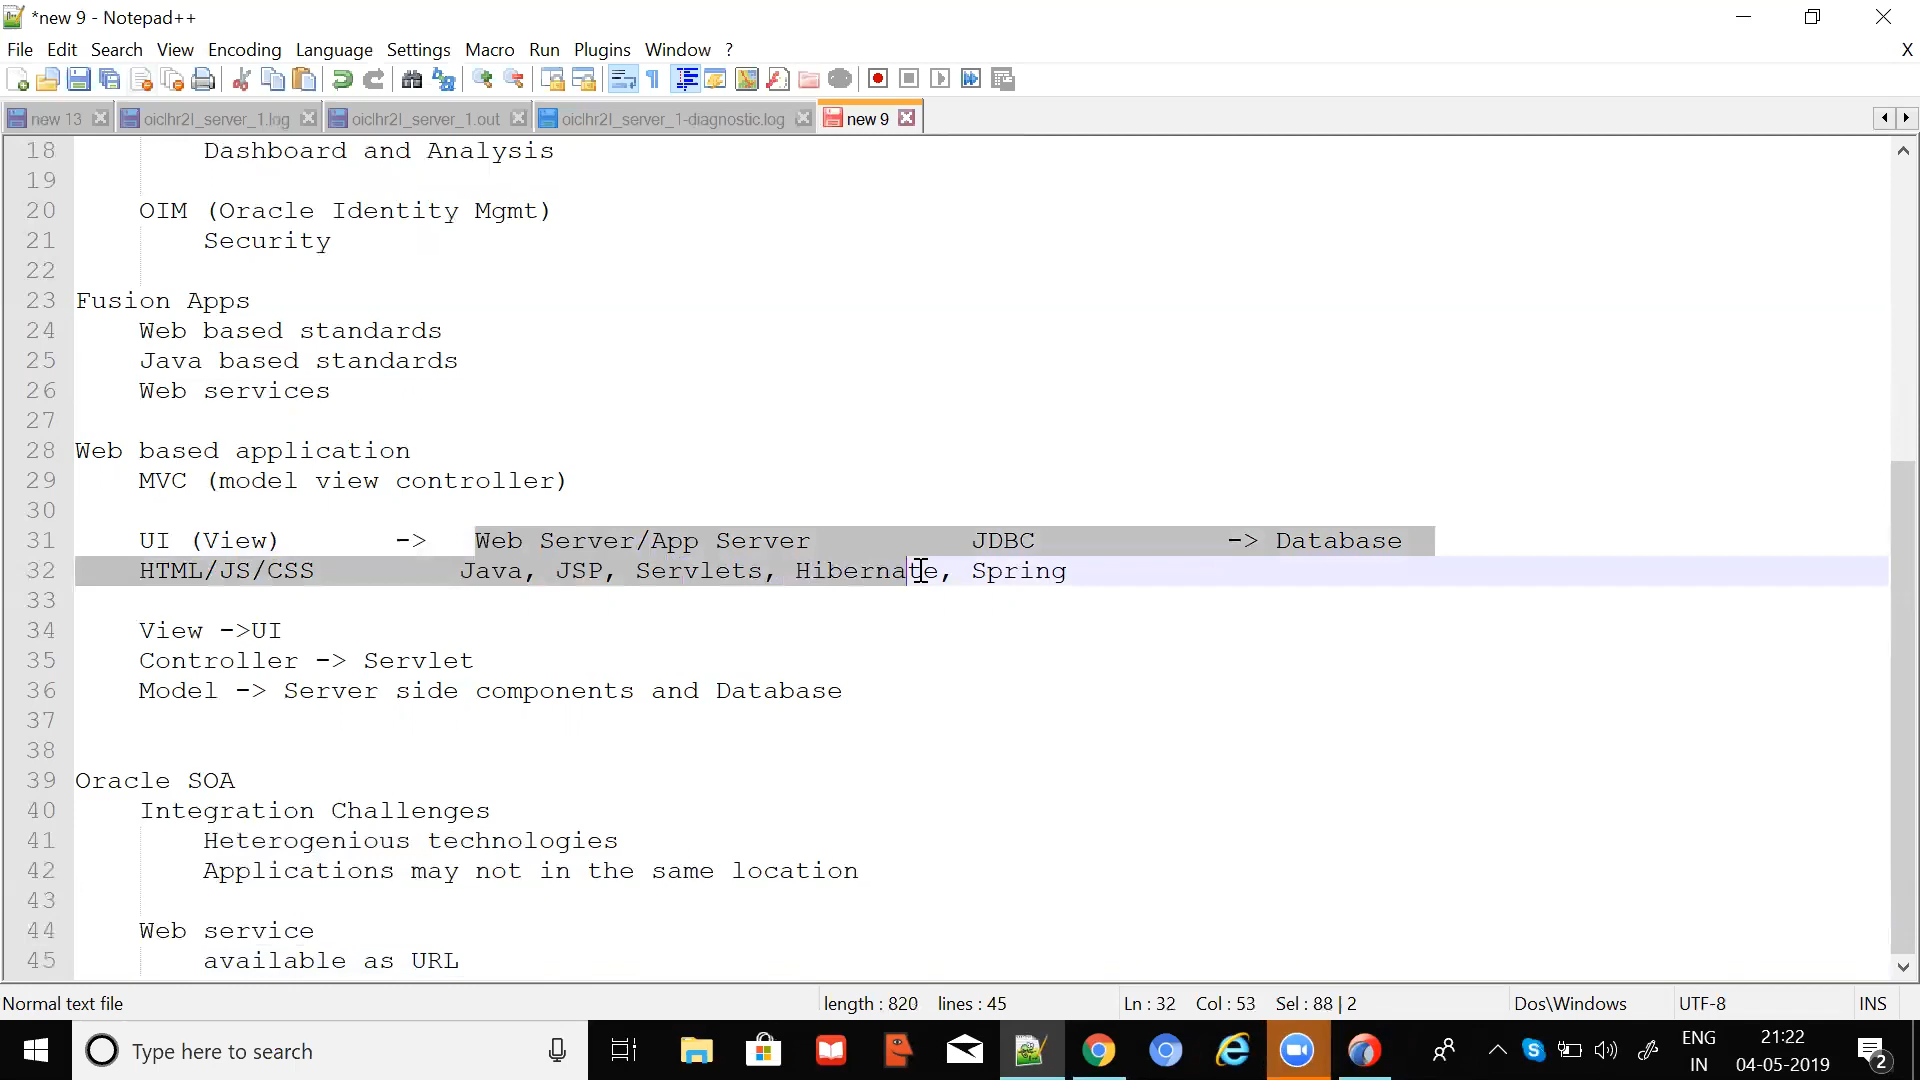 *new 9 - Notepad++
File Edit Search View Encoding Language Settings Macro Run Plugins Window ?
X
new 13 oiclhr2l_server_1.log oiclhr2l_server_1.out oiclhr2l_server_1-diagnostic.log new 9
18 Dashboard and Analysis
19
20 OIM (Oracle Identity Mgmt)
21 Security
22
23 Fusion Apps
24 Web based standards
25 Java based standards
26 Web services
27
28 Web based application
29 MVC (model view controller)
30
31 UI (View) -> Web Server/App Server JDBC -> Database
32 HTML/JS/CSS Java, JSP, Servlets, Hibernate, Spring
33
34 View ->UI
35 Controller -> Servlet
36 Model -> Server side components and Database
37
38
39 Oracle SOA
40 Integration Challenges
41 Heterogenious technologies
42 Applications may not in the same location
43
44 Web service
45 available as URL
Normal text file length : 820 lines : 45 Ln : 32 Col : 53 Sel : 88 | 2 Dos\Windows UTF-8 INS
Type here to search
ENG
IN
21:22
04-05-2019
2